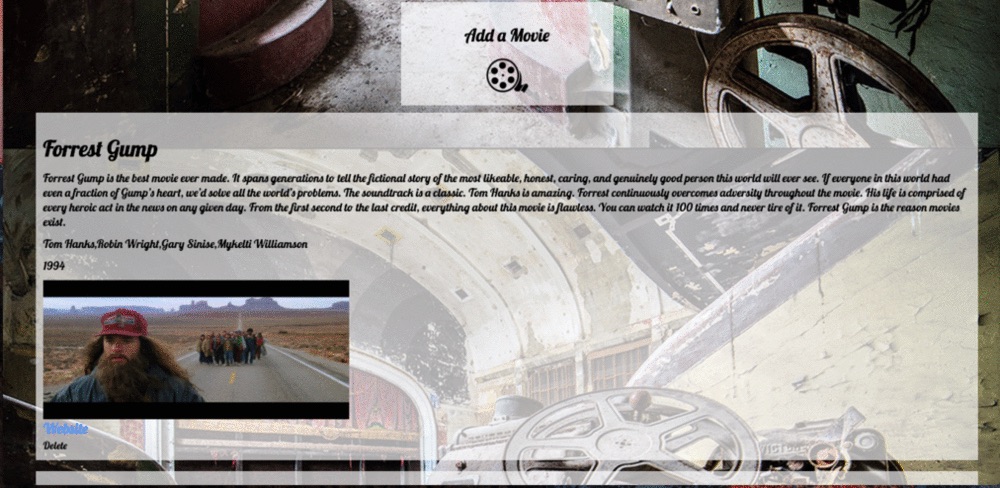 Add a Movie
Forrest Gump
Forrest Gump is the best movie ever made. It spans generations to tell the fictional story of the most likeable, honest, caring, and genuinely good person this world will ever see. If everyone in this world had
even a fraction of Gump's heart, we'd solve all the world's problems. The soundtrack is a classic. Tom Hanks is amazing. Forrest continuously overcomes adversity throughout the movie. His life is comprised of
every heroic act in the news on any given day. From the first second to the last credit, everything about this movie is flawless. You can watch it 100 times and never tire of it. Forrest Gump is the reason movies
exist.
Tom Hanks,Robin Wright,Gary Sinise,Mykelti Williamson
1994
Website
Delete